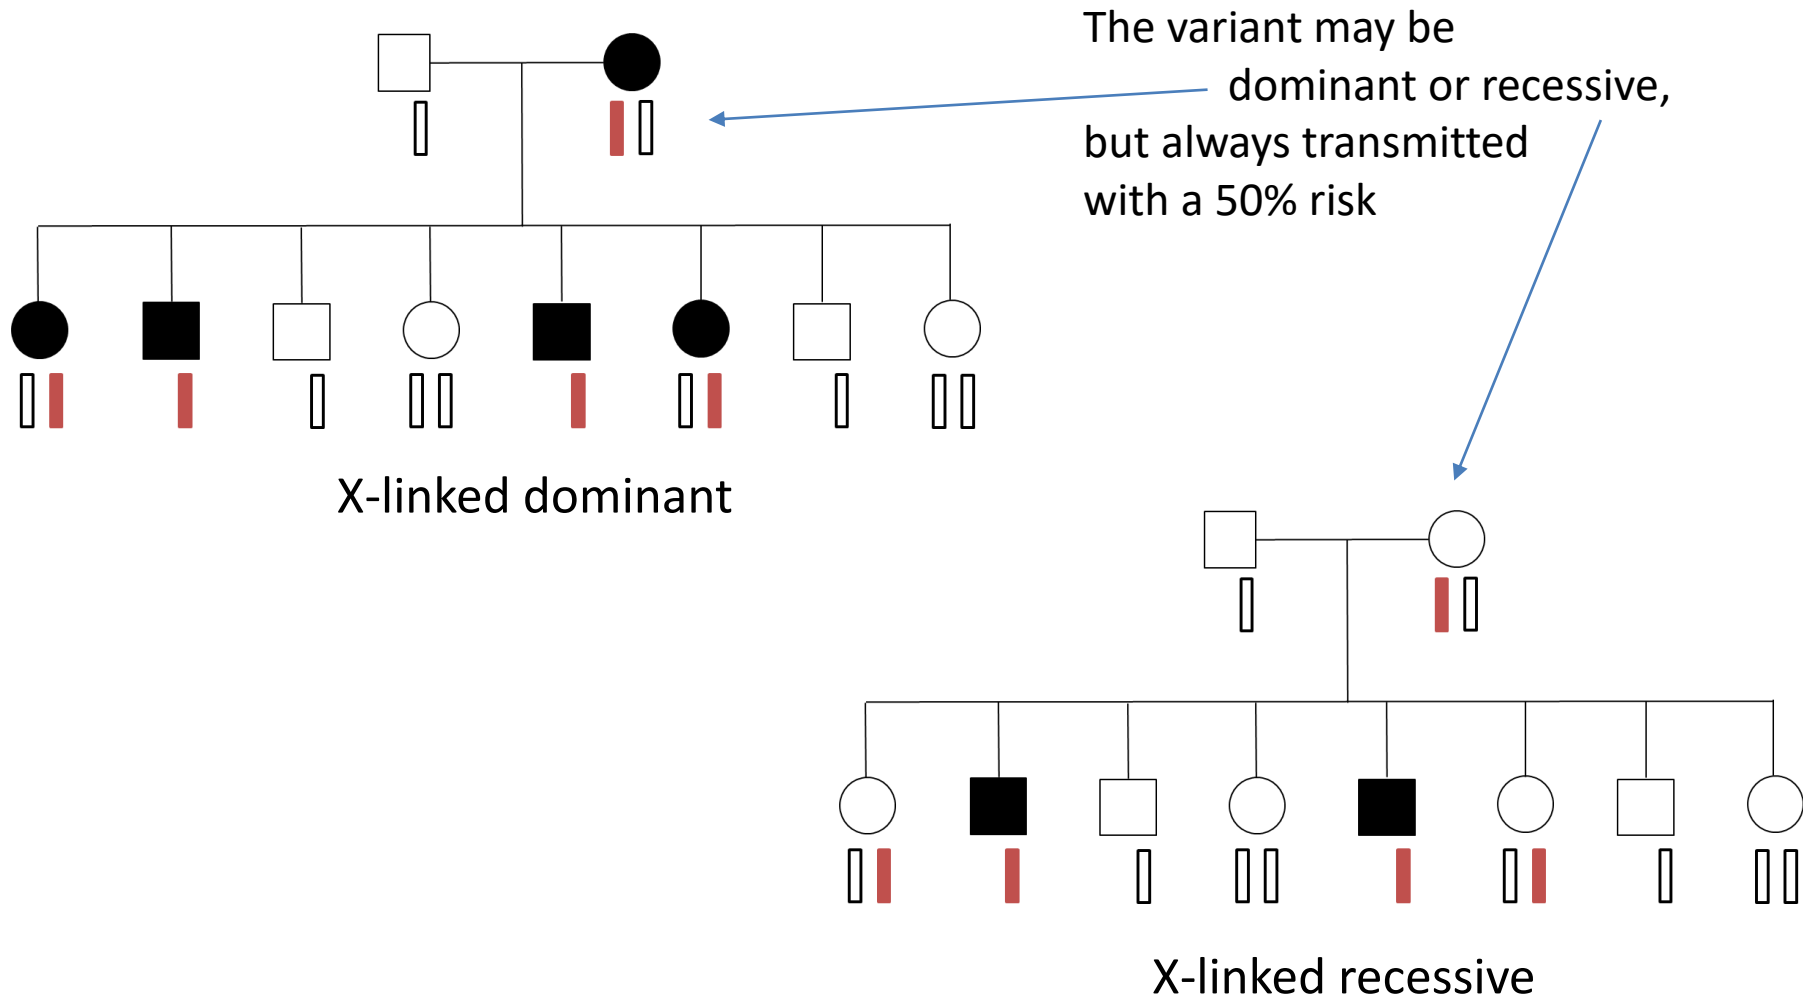 The variant may be
dominant or recessive,
but always transmitted
with a 50% risk
X-linked dominant
X-linked recessive